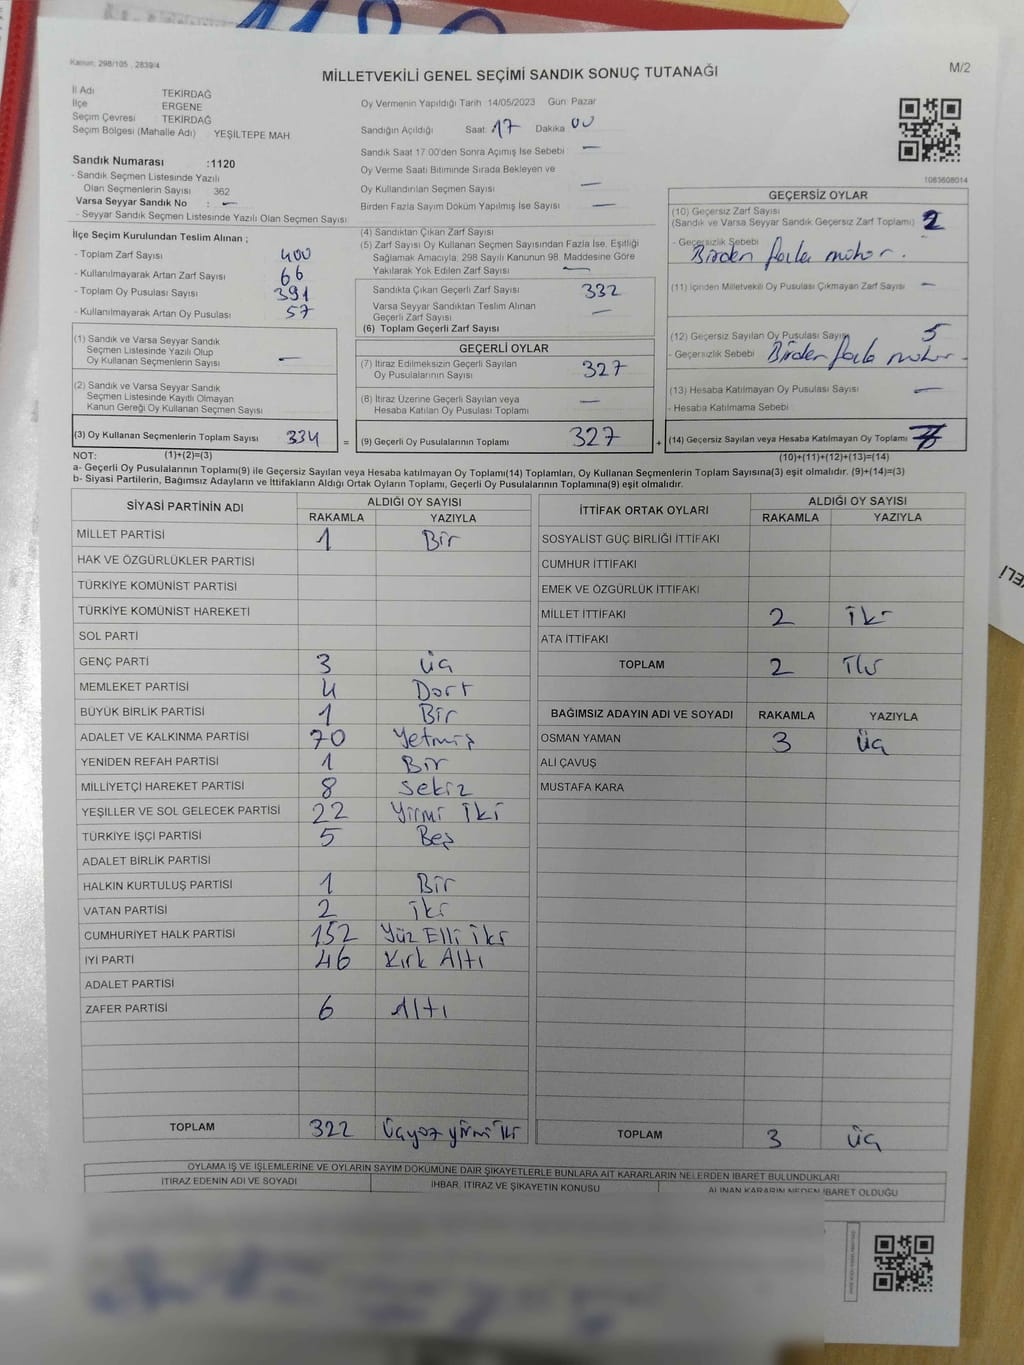 Kanun: 298/105 , 2839/4
MİLLETVEKİLİ GENEL SEÇİMİ SANDIK SONUÇ TUTANAĞI
M/2
İl Adı TEKİRDAĞ
İlçe ERGENE
Seçim Çevresi TEKİRDAĞ
Seçim Bölgesi (Mahalle Adı) YEŞİLTEPE MAH.
Sandık Numarası :1120
- Sandık Seçmen Listesinde Yazılı
Olan Seçmenlerin Sayısı 362
Varsa Seyyar Sandık No : —
- Seyyar Sandık Seçmen Listesinde Yazılı Olan Seçmen Sayısı
Oy Vermenin Yapıldığı Tarih 14/05/2023 Gün Pazar
Sandığın Açıldığı Saat: 17 Dakika 00
Sandık Saat 17:00'den Sonra Açımış İse Sebebi —
Oy Verme Saati Bitiminde Sırada Bekleyen ve
Oy Kullandırılan Seçmen Sayısı —
Birden Fazla Sayım Döküm Yapılmış İse Sayısı —
1083608014
İlçe Seçim Kurulundan Teslim Alınan ;
- Toplam Zarf Sayısı 400
- Kullanılmayarak Artan Zarf Sayısı 66
- Toplam Oy Pusulası Sayısı 391
- Kullanılmayarak Artan Oy Pusulası 57
(4) Sandıktan Çıkan Zarf Sayısı
(5) Zarf Sayısı Oy Kullanan Seçmen Sayısından Fazla İse, Eşitliği
Sağlamak Amacıyla; 298 Sayılı Kanunun 98. Maddesine Göre
Yakılarak Yok Edilen Zarf Sayısı —
Sandıkta Çıkan Geçerli Zarf Sayısı 332
Varsa Seyyar Sandıktan Teslim Alınan
Geçerli Zarf Sayısı —
(6) Toplam Geçerli Zarf Sayısı
GEÇERSİZ OYLAR
(10) Geçersiz Zarf Sayısı
(Sandık ve Varsa Seyyar Sandık Geçersiz Zarf Toplamı) 2
- Geçersizlik Sebebi Birden fazla mühür.
(11) İçinden Milletvekili Oy Pusulası Çıkmayan Zarf Sayısı —
(12) Geçersiz Sayılan Oy Pusulası Sayısı 5
- Geçersizlik Sebebi Birden fazla mühür
(13) Hesaba Katılmayan Oy Pusulası Sayısı —
- Hesaba Katılmama Sebebi
(1) Sandık ve Varsa Seyyar Sandık
Seçmen Listesinde Yazılı Olup
Oy Kullanan Seçmenlerin Sayısı —
(2) Sandık ve Varsa Seyyar Sandık
Seçmen Listesinde Kayıtlı Olmayan
Kanun Gereği Oy Kullanan Seçmen Sayısı
GEÇERLİ OYLAR
(7) İtiraz Edilmeksizin Geçerli Sayılan
Oy Pusulalarının Sayısı 327
(8) İtiraz Üzerine Geçerli Sayılan veya
Hesaba Katılan Oy Pusulası Toplamı —
(3) Oy Kullanan Seçmenlerin Toplam Sayısı 334 = (9) Geçerli Oy Pusulalarının Toplamı 327 + (14) Geçersiz Sayılan veya Hesaba Katılmayan Oy Toplamı 7
NOT: (1)+(2)=(3) (10)+(11)+(12)+(13)=(14)
a- Geçerli Oy Pusulalarının Toplamı(9) ile Geçersiz Sayılan veya Hesaba katılmayan Oy Toplamı(14) Toplamları, Oy Kullanan Seçmenlerin Toplam Sayısına(3) eşit olmalıdır. (9)+(14)=(3)
b- Siyasi Partilerin, Bağımsız Adayların ve İttifakların Aldığı Ortak Oyların Toplamı, Geçerli Oy Pusulalarının Toplamına(9) eşit olmalıdır.
SİYASİ PARTİNİN ADI ALDIĞI OY SAYISI
RAKAMLA YAZIYLA
MİLLET PARTİSİ 1 Bir
HAK VE ÖZGÜRLÜKLER PARTİSİ
TÜRKİYE KOMÜNİST PARTİSİ
TÜRKİYE KOMÜNİST HAREKETİ
SOL PARTİ
GENÇ PARTİ 3 Üç
MEMLEKET PARTİSİ 4 Dört
BÜYÜK BİRLİK PARTİSİ 1 Bir
ADALET VE KALKINMA PARTİSİ 70 Yetmiş
YENİDEN REFAH PARTİSİ 1 Bir
MİLLİYETÇİ HAREKET PARTİSİ 8 Sekiz
YEŞİLLER VE SOL GELECEK PARTİSİ 22 Yirmi İki
TÜRKİYE İŞÇİ PARTİSİ 5 Beş
ADALET BİRLİK PARTİSİ
HALKIN KURTULUŞ PARTİSİ 1 Bir
VATAN PARTİSİ 2 İki
CUMHURİYET HALK PARTİSİ 152 Yüz Elli İki
İYİ PARTİ 46 Kırk Altı
ADALET PARTİSİ
ZAFER PARTİSİ 6 Altı
TOPLAM 322 Üçyüz yirmi iki
İTTİFAK ORTAK OYLARI ALDIĞI OY SAYISI
RAKAMLA YAZIYLA
SOSYALİST GÜÇ BİRLİĞİ İTTİFAKI
CUMHUR İTTİFAKI
EMEK VE ÖZGÜRLÜK İTTİFAKI
MİLLET İTTİFAKI 2 İki
ATA İTTİFAKI
TOPLAM 2 İki
BAĞIMSIZ ADAYIN ADI VE SOYADI RAKAMLA YAZIYLA
OSMAN YAMAN 3 Üç
ALİ ÇAVUŞ
MUSTAFA KARA
TOPLAM 3 Üç
OYLAMA İŞ VE İŞLEMLERİNE VE OYLARIN SAYIM DÖKÜMÜNE DAİR ŞİKAYETLERLE BUNLARA AİT KARARLARIN NELERDEN İBARET BULUNDUKLARI
İTİRAZ EDENİN ADI VE SOYADI İHBAR, İTİRAZ VE ŞİKAYETİN KONUSU ALINAN KARARIN NEDEN İBARET OLDUĞU